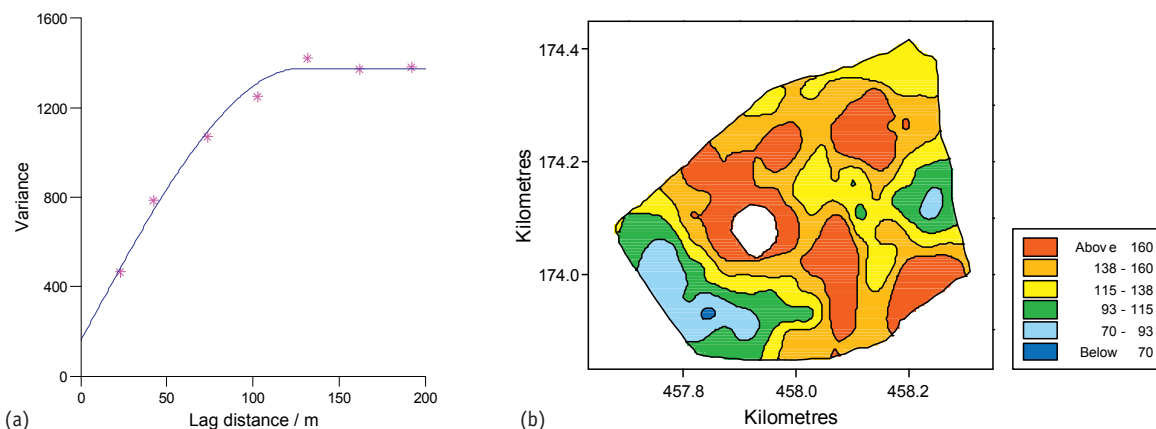 1600
1200
800
400
0
Variance
0 50 100 150 200
Lag distance / m
(a)
174.4
174.2
174.0
Kilometres
457.8 458.0 458.2
Kilometres
(b)
Above 160
138 - 160
115 - 138
93 - 115
70 - 93
Below 70